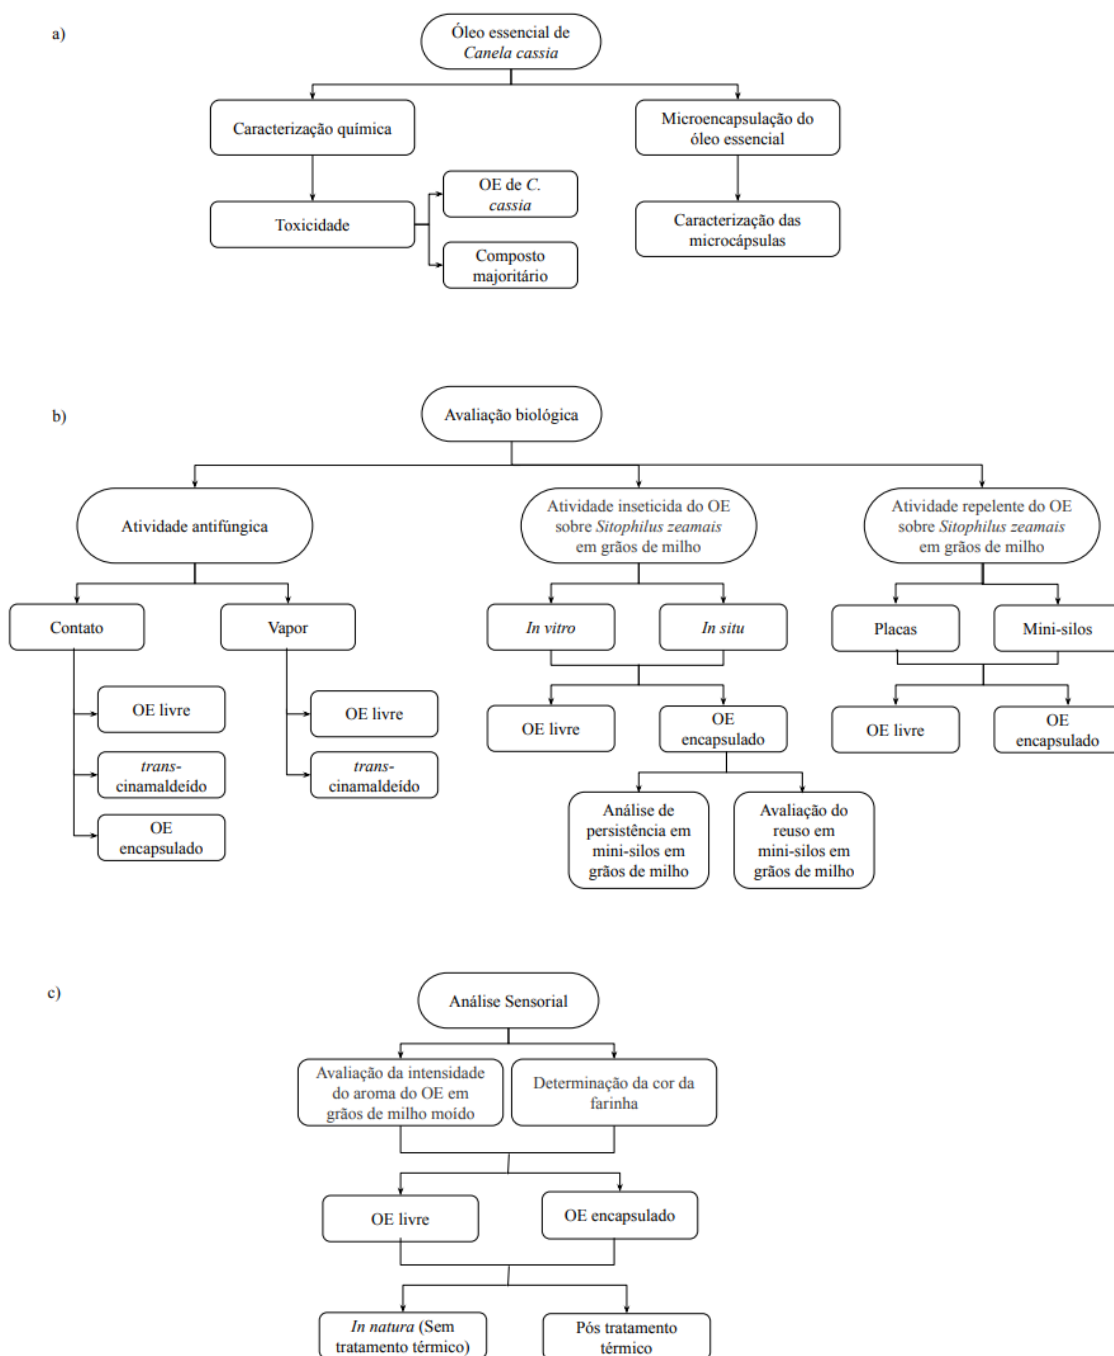 a)
Óleo essencial de
Canela cassia
Caracterização química
Microencapsulação do
óleo essencial
OE de C.
cassia
Toxicidade
Caracterização das
microcápsulas
Composto
majoritário
b)
Avaliação biológica
Atividade antifúngica
Atividade inseticida do OE
sobre Sitophilus zeamais
em grãos de milho
Atividade repelente do OE
sobre Sitophilus zeamais
em grãos de milho
Contato
Vapor
In vitro
In situ
Placas
Mini-silos
OE livre
trans-
cinamaldeído
OE
encapsulado
OE livre
trans-
cinamaldeído
OE livre
OE
encapsulado
OE livre
OE
encapsulado
Análise de
persistência em
mini-silos em
grãos de milho
Avaliação do
reuso em
mini-silos em
grãos de milho
c)
Análise Sensorial
Avaliação da intensidade
do aroma do OE em
grãos de milho moído
Determinação da cor da
farinha
OE livre
OE encapsulado
In natura (Sem
tratamento térmico)
Pós tratamento
térmico